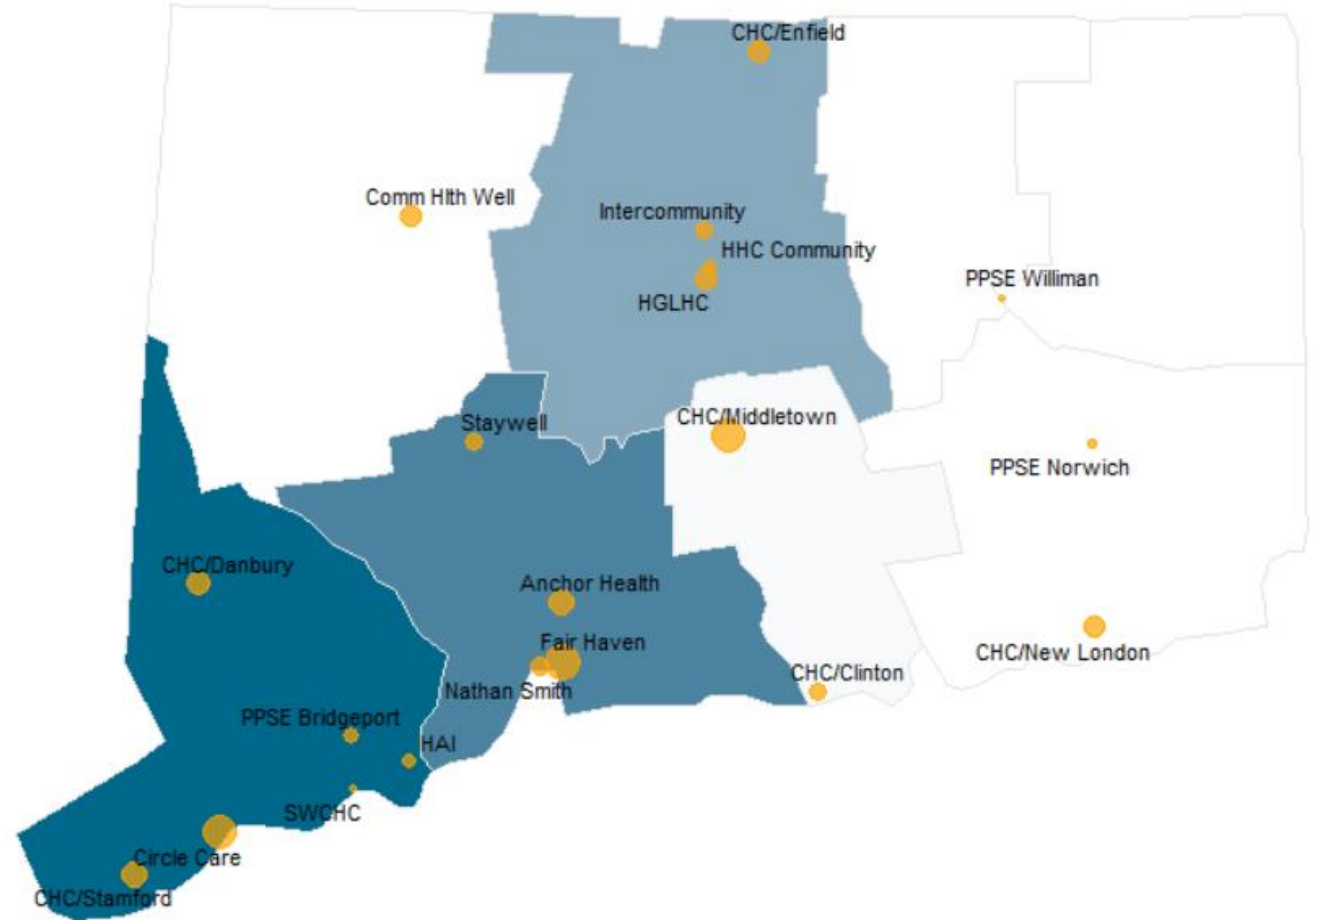 CHC/Enfield
Comm Hlth Well
Intercommunity
HHC Community
PPSE Williman
HGLHC
CHC/Middletown
Staywell
PPSE Norwich
CHC/Danbury
Anchor Health
Fair Haven
CHC/New London
CHC/Clinton
Nathan Smith
PPSE Bridgeport
HAI
SWCHC
Circle Care
CHC/Stamford